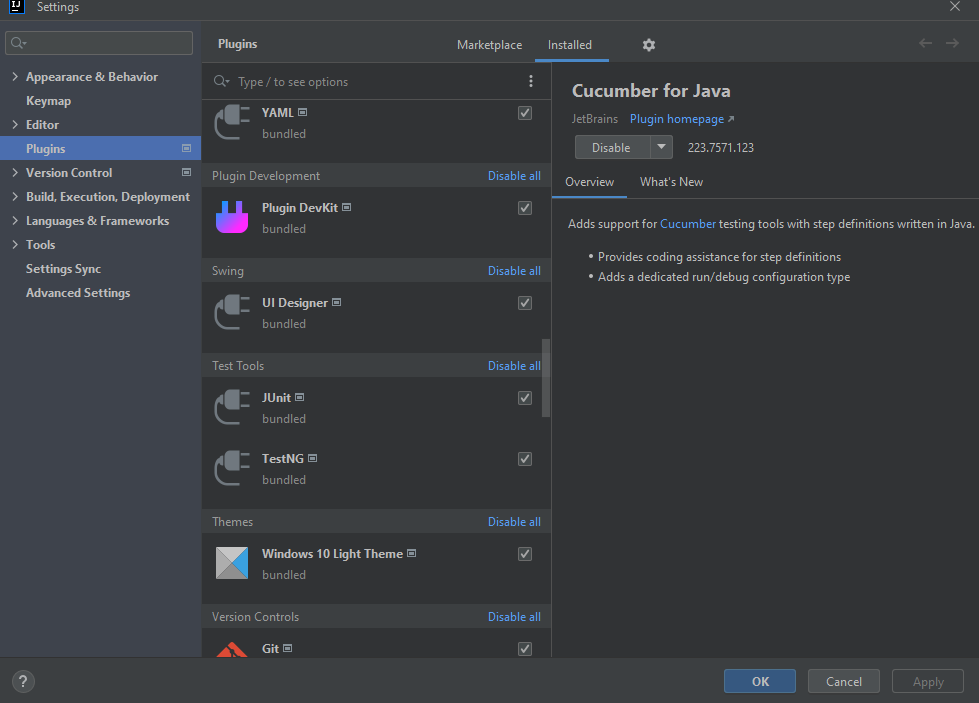 IJ
Settings
Plugins
Marketplace
Installed
Type / to see options
Appearance & Behavior
Keymap
Editor
Plugins
Version Control
Build, Execution, Deployment
Languages & Frameworks
Tools
Settings Sync
Advanced Settings
YAML
bundled
Plugin Development Disable all
Plugin DevKit
bundled
Swing Disable all
UI Designer
bundled
Test Tools Disable all
JUnit
bundled
TestNG
bundled
Themes Disable all
Windows 10 Light Theme
bundled
Version Controls Disable all
Git
Cucumber for Java
JetBrains Plugin homepage ↗
Disable 223.7571.123
Overview What's New
Adds support for Cucumber testing tools with step definitions written in Java.
• Provides coding assistance for step definitions
• Adds a dedicated run/debug configuration type
?
OK Cancel Apply